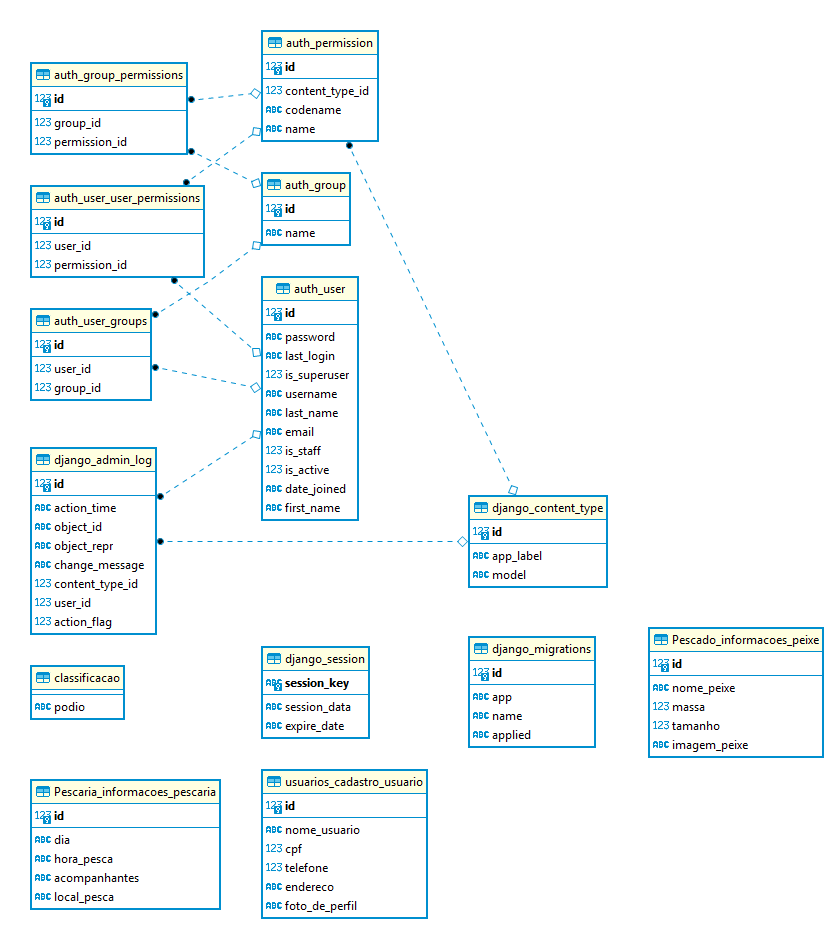 auth_permission
123 id
123 content_type_id
ABC codename
ABC name
auth_group_permissions
123 id
123 group_id
123 permission_id
auth_group
123 id
ABC name
auth_user_user_permissions
123 id
123 user_id
123 permission_id
auth_user
123 id
ABC password
ABC last_login
123 is_superuser
ABC username
ABC last_name
ABC email
123 is_staff
123 is_active
ABC date_joined
ABC first_name
auth_user_groups
123 id
123 user_id
123 group_id
django_admin_log
123 id
ABC action_time
ABC object_id
ABC object_repr
ABC change_message
123 content_type_id
123 user_id
123 action_flag
django_content_type
123 id
ABC app_label
ABC model
classificacao
ABC podio
django_session
ABC session_key
ABC session_data
ABC expire_date
django_migrations
123 id
ABC app
ABC name
ABC applied
Pescado_informacoes_peixe
123 id
ABC nome_peixe
123 massa
123 tamanho
ABC imagem_peixe
Pescaria_informacoes_pescaria
123 id
ABC dia
ABC hora_pesca
ABC acompanhantes
ABC local_pesca
usuarios_cadastro_usuario
123 id
ABC nome_usuario
123 cpf
123 telefone
ABC endereco
ABC foto_de_perfil